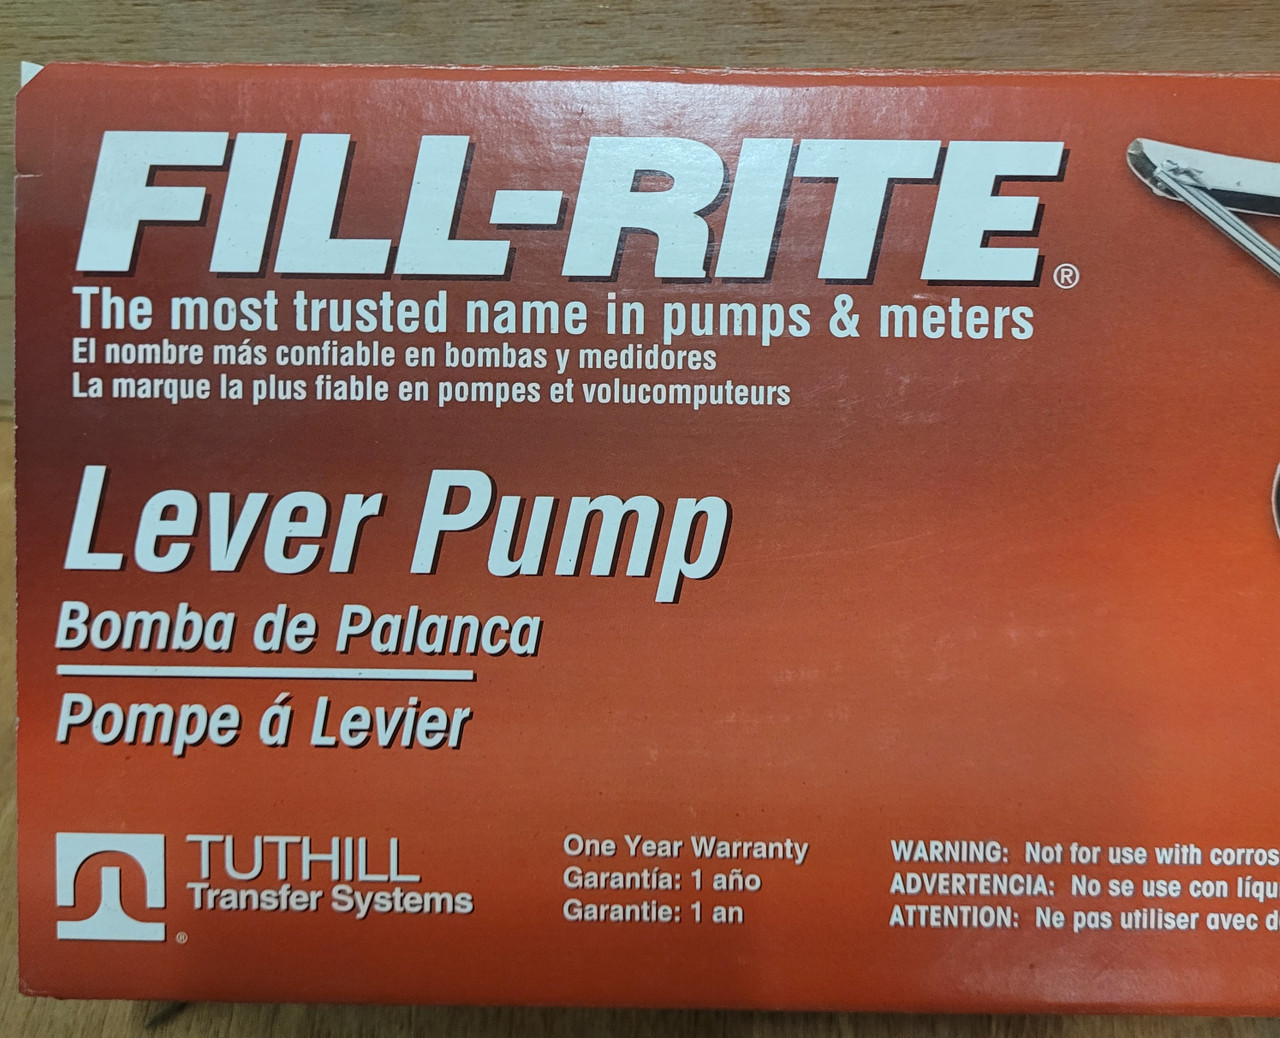 FILL-RITE®
The most trusted name in pumps & meters
El nombre más confiable en bombas y medidores
La marque la plus fiable en pompes et volucomputeurs
Lever Pump
Bomba de Palanca
Pompe á Levier
TUTHILL
Transfer Systems
®
One Year Warranty
Garantía: 1 año
Garantie: 1 an
WARNING: Not for use with corros
ADVERTENCIA: No se use con líqu
ATTENTION: Ne pas utiliser avec d